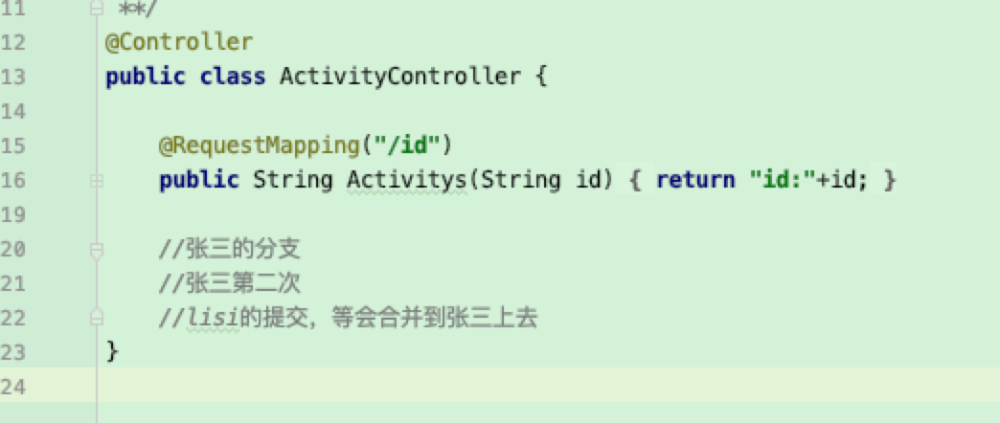 11 **/
12 @Controller
13 public class ActivityController {
14
15 @RequestMapping("/id")
16 public String Activitys(String id) { return "id:"+id; }
19
20 //张三的分支
21 //张三第二次
22 //lisi的提交，等会合并到张三上去
23 }
24